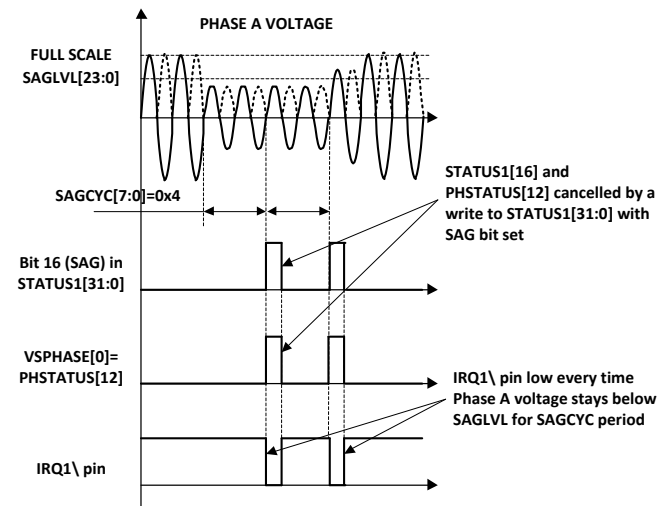 PHASE A VOLTAGE
FULL SCALE
SAGLVL[23:0]
SAGCYC[7:0]=0x4
STATUS1[16] and
PHSTATUS[12] cancelled by a
write to STATUS1[31:0] with
SAG bit set
Bit 16 (SAG) in
STATUS1[31:0]
VSPHASE[0]=
PHSTATUS[12]
IRQ1\ pin low every time
Phase A voltage stays below
SAGLVL for SAGCYC period
IRQ1\ pin